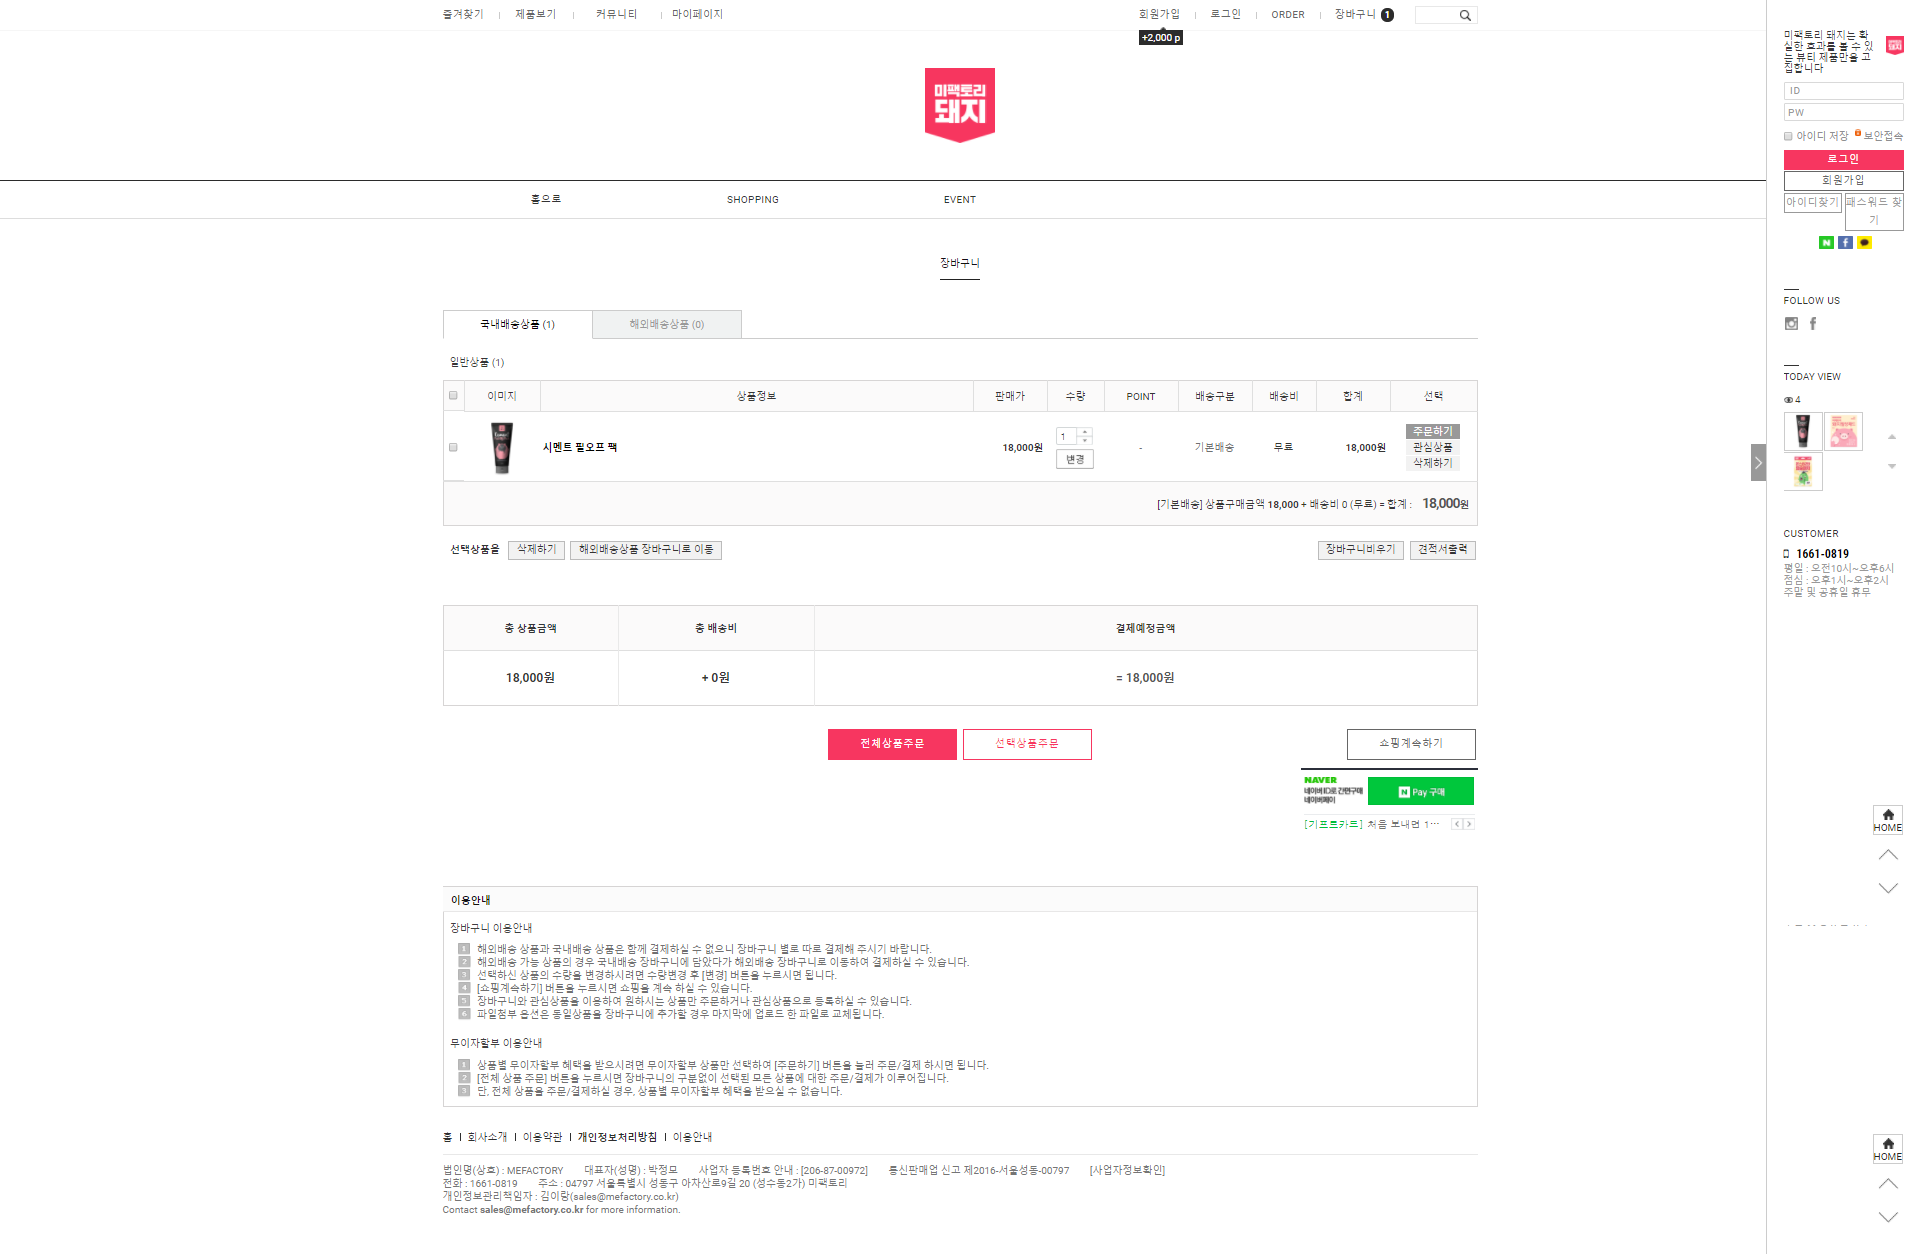 즐겨찾기 제품보기 커뮤니티 마이페이지 회원가입 로그인 ORDER 장바구니 1
+2,000 p
미팩토리
돼지
홈으로 SHOPPING EVENT
장바구니
국내배송상품 (1) 해외배송상품 (0)
일반상품 (1)
이미지 상품정보 판매가 수량 POINT 배송구분 배송비 합계 선택
시멘트 필오프 팩 18,000원 1 변경 - 기본배송 무료 18,000원
주문하기
관심상품
삭제하기
[기본배송] 상품구매금액 18,000 + 배송비 0 (무료) = 합계 : 18,000원
선택상품을 삭제하기 해외배송상품 장바구니로 이동 장바구니비우기 견적서출력
총 상품금액 총 배송비 결제예정금액
18,000원 + 0원 = 18,000원
전체상품주문 선택상품주문 쇼핑계속하기
NAVER
네이버 ID로 간편구매
네이버페이
N Pay 구매
[기프트카드] 처음 보내면 1…
이용안내
장바구니 이용안내
1 해외배송 상품과 국내배송 상품은 함께 결제하실 수 없으니 장바구니 별로 따로 결제해 주시기 바랍니다.
2 해외배송 가능 상품의 경우 국내배송 장바구니에 담았다가 해외배송 장바구니로 이동하여 결제하실 수 있습니다.
3 선택하신 상품의 수량을 변경하시려면 수량변경 후 [변경] 버튼을 누르시면 됩니다.
4 [쇼핑계속하기] 버튼을 누르시면 쇼핑을 계속 하실 수 있습니다.
5 장바구니와 관심상품을 이용하여 원하시는 상품만 주문하거나 관심상품으로 등록하실 수 있습니다.
6 파일첨부 옵션은 동일상품을 장바구니에 추가할 경우 마지막에 업로드 한 파일로 교체됩니다.
무이자할부 이용안내
1 상품별 무이자할부 혜택을 받으시려면 무이자할부 상품만 선택하여 [주문하기] 버튼을 눌러 주문/결제 하시면 됩니다.
2 [전체 상품 주문] 버튼을 누르시면 장바구니의 구분없이 선택된 모든 상품에 대한 주문/결제가 이루어집니다.
3 단, 전체 상품을 주문/결제하실 경우, 상품별 무이자할부 혜택을 받으실 수 없습니다.
홈 회사소개 이용약관 개인정보처리방침 이용안내
법인명(상호) : MEFACTORY 대표자(성명) : 박정모 사업자 등록번호 안내 : [206-87-00972] 통신판매업 신고 제2016-서울성동-00797 [사업자정보확인]
전화 : 1661-0819 주소 : 04797 서울특별시 성동구 아차산로9길 20 (성수동2가) 미팩토리
개인정보관리책임자 : 김이랑(sales@mefactory.co.kr)
Contact sales@mefactory.co.kr for more information.
미팩토리 돼지는 확
실한 효과를 볼 수 있
는 뷰티 제품만을 고
집합니다
ID
PW
아이디 저장 보안접속
로그인
회원가입
아이디찾기 패스워드 찾
기
FOLLOW US
TODAY VIEW
4
CUSTOMER
1661-0819
평일 : 오전10시~오후6시
점심 : 오후1시~오후2시
주말 및 공휴일 휴무
HOME
HOME